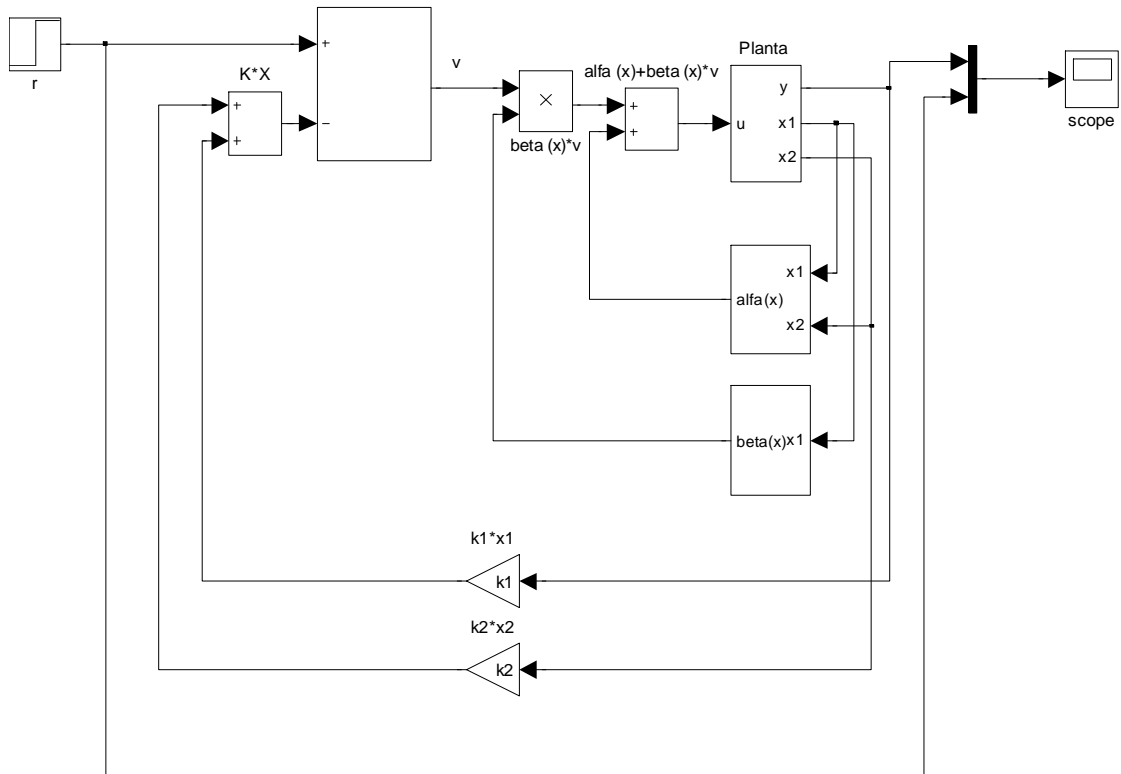 r
K*X
+
+
+
−
v
×
beta (x)*v
alfa (x)+beta (x)*v
+
+
Planta
u
y
x1
x2
scope
x1
alfa(x)
x2
beta(x) x1
k1*x1
k1
k2*x2
k2